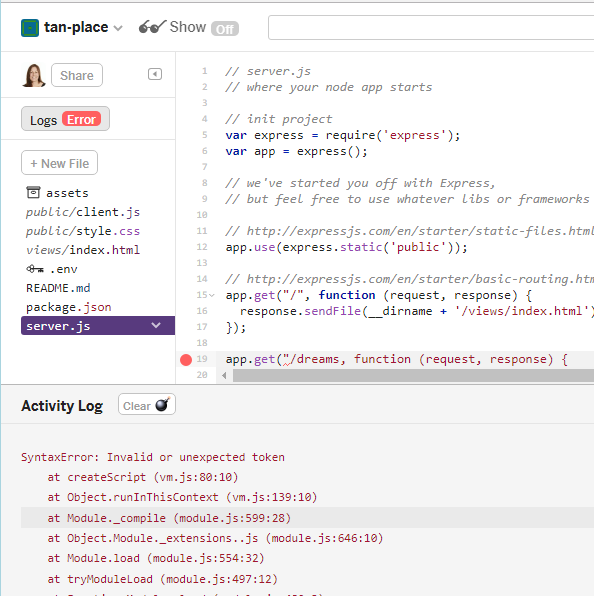 tan-place
Show Off
Share
Logs Error
+ New File
assets
public/client.js
public/style.css
views/index.html
.env
README.md
package.json
server.js
1 // server.js
2 // where your node app starts
3
4 // init project
5 var express = require('express');
6 var app = express();
7
8 // we've started you off with Express,
9 // but feel free to use whatever libs or frameworks
10
11 // http://expressjs.com/en/starter/static-files.html
12 app.use(express.static('public'));
13
14 // http://expressjs.com/en/starter/basic-routing.htm
15 app.get("/", function (request, response) {
16 response.sendFile(__dirname + '/views/index.html')
17 });
18
19 app.get("/dreams, function (request, response) {
20
Activity Log
Clear
SyntaxError: Invalid or unexpected token
at createScript (vm.js:80:10)
at Object.runInThisContext (vm.js:139:10)
at Module._compile (module.js:599:28)
at Object.Module._extensions..js (module.js:646:10)
at Module.load (module.js:554:32)
at tryModuleLoad (module.js:497:12)